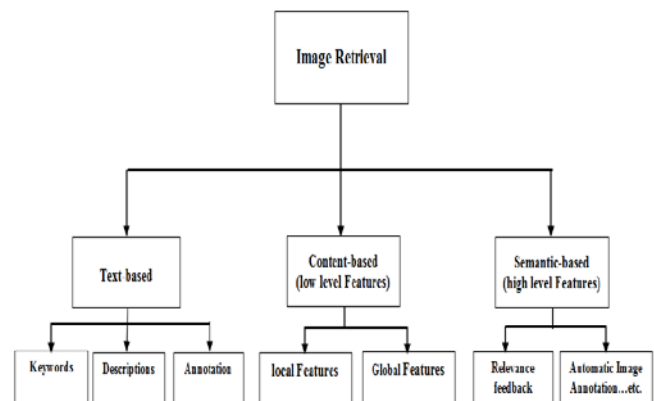 Image Retrieval
Text-based
Content-based
(low level Features)
Semantic-based
(high level Features)
Keywords
Descriptions
Annotation
local Features
Global Features
Relevance
feedback
Automatic Image
Annotation...etc.